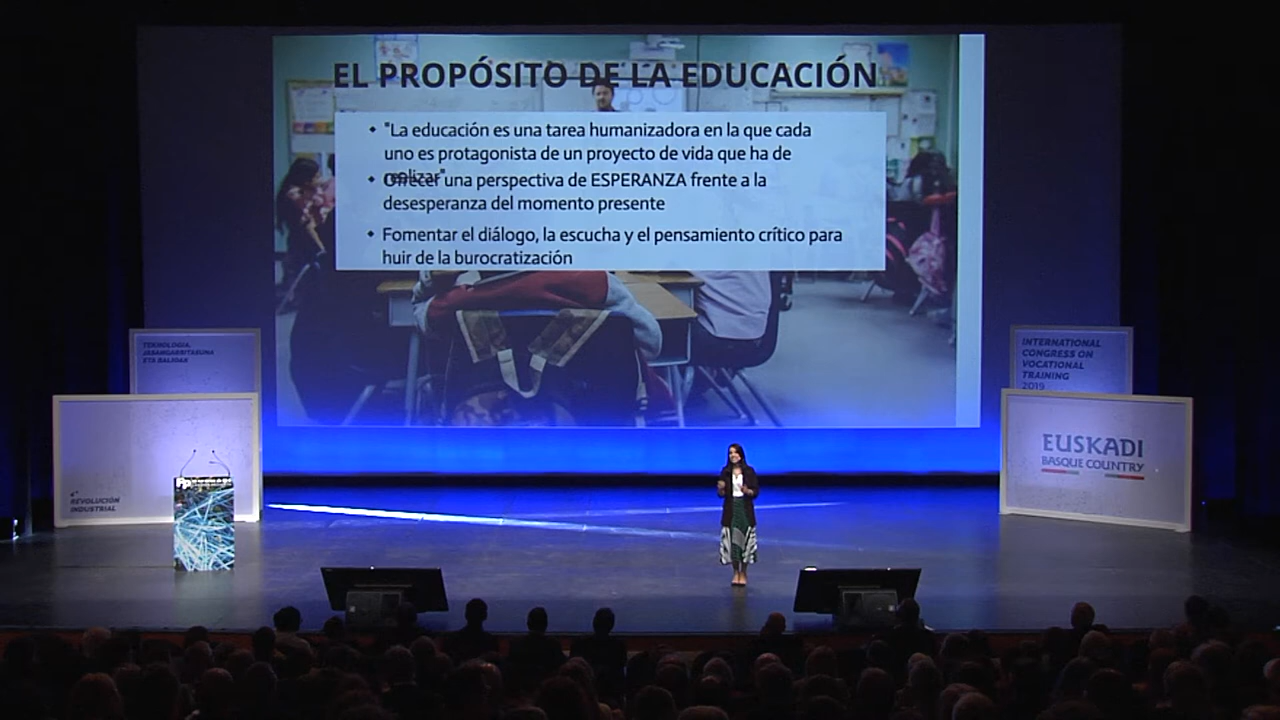 EL PROPÓSITO DE LA EDUCACIÓN
"La educación es una tarea humanizadora en la que cada
uno es protagonista de un proyecto de vida que ha de
realizar"
Ofrecer una perspectiva de ESPERANZA frente a la
desesperanza del momento presente
Fomentar el diálogo, la escucha y el pensamiento crítico para
huir de la burocratización
TEKNOLOGIA,
JASANGARRITASUNA
ETA BALIOAK
4ª
REVOLUCIÓN
INDUSTRIAL
INTERNATIONAL
CONGRESS ON
VOCATIONAL
TRAINING
2019
EUSKADI
BASQUE COUNTRY